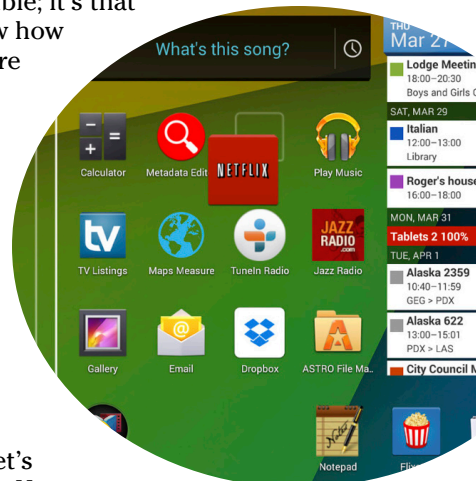 it's that
how
What's this song?
THU
Mar 27
Lodge Meetin
18:00–20:30
Boys and Girls C
SAT, MAR 29
Italian
12:00–13:00
Library
Roger's house
16:00–18:00
MON, MAR 31
Tablets 2 100%
TUE, APR 1
Alaska 2359
10:40–11:59
GEG > PDX
Alaska 622
13:00–15:01
PDX > LAS
City Council M
NETFLIX
Calculator
Metadata Edit
Play Music
tv
JAZZ
RADIO
.COM
TV Listings
Maps Measure
TuneIn Radio
Jazz Radio
Gallery
Email
Dropbox
ASTRO File Ma..
Note
Notepad
Flix
et's